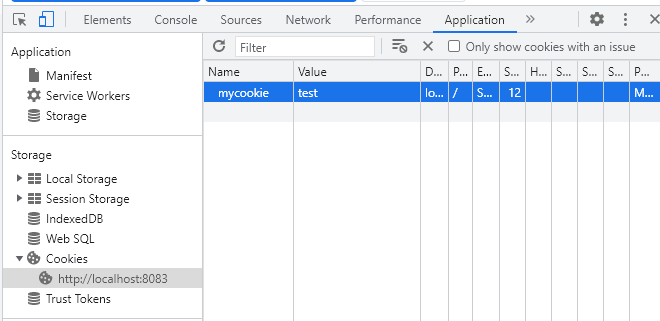 Elements Console Sources Network Performance Application »
Filter Only show cookies with an issue
Application
Manifest
Service Workers
Storage
Storage
Local Storage
Session Storage
IndexedDB
Web SQL
Cookies
http://localhost:8083
Trust Tokens
Name Value D... P... E... S... H... S... S... S... P...
mycookie test lo... / S... 12 M...